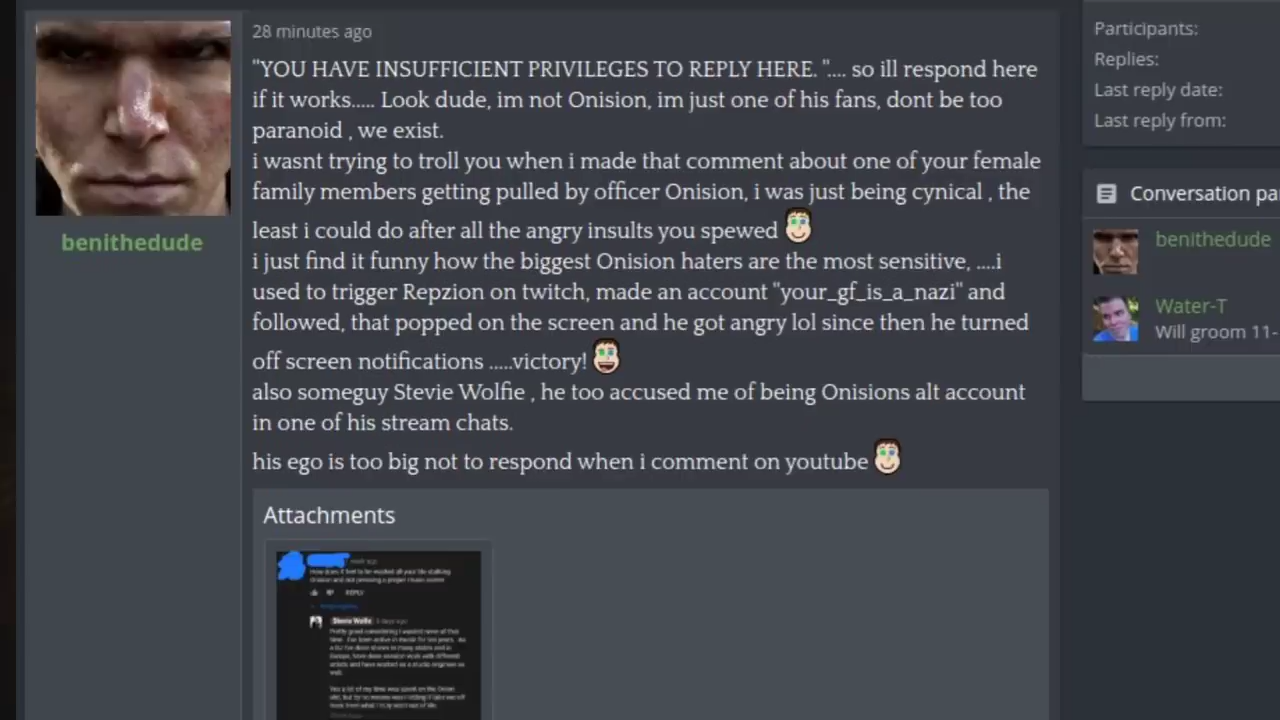 28 minutes ago
"YOU HAVE INSUFFICIENT PRIVILEGES TO REPLY HERE. ".... so ill respond here
if it works..... Look dude, im not Onision, im just one of his fans, dont be too
paranoid , we exist.
i wasnt trying to troll you when i made that comment about one of your female
family members getting pulled by officer Onision, i was just being cynical , the
least i could do after all the angry insults you spewed
i just find it funny how the biggest Onision haters are the most sensitive, ....i
used to trigger Repzion on twitch, made an account "your_gf_is_a_nazi" and
followed, that popped on the screen and he got angry lol since then he turned
off screen notifications .....victory!
also someguy Stevie Wolfie , he too accused me of being Onisions alt account
in one of his stream chats.
his ego is too big not to respond when i comment on youtube
benithedude
Attachments
REPLY
Participants:
Replies:
Last reply date:
Last reply from:
Conversation pa
benithedude
Water-T
Will groom 11-